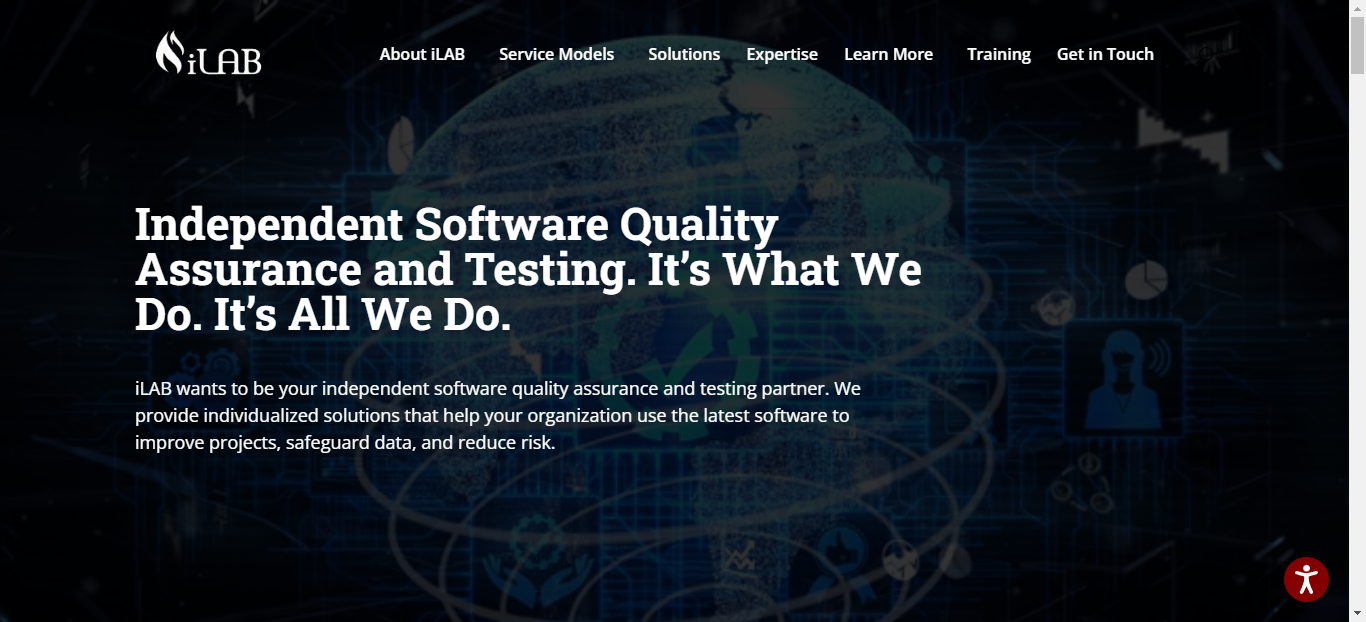 iLAB
About iLAB Service Models Solutions Expertise Learn More Training Get in Touch
Independent Software Quality
Assurance and Testing. It’s What We
Do. It’s All We Do.
iLAB wants to be your independent software quality assurance and testing partner. We
provide individualized solutions that help your organization use the latest software to
improve projects, safeguard data, and reduce risk.